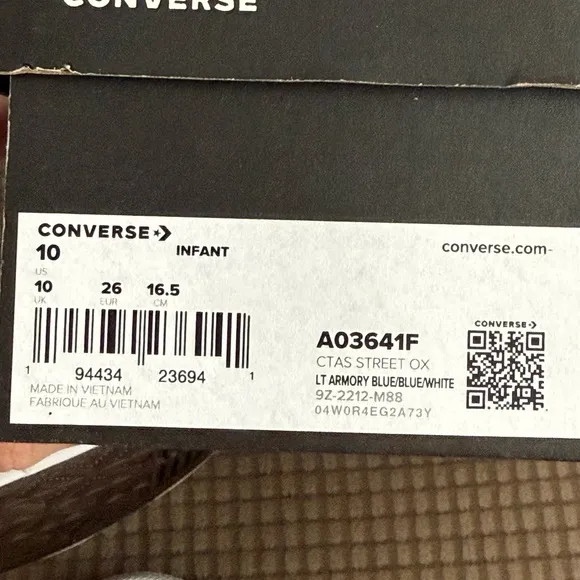 CONVERSE
CONVERSE
10 INFANT
US
10 26 16.5
UK EUR CM
1 94434 23694 1
MADE IN VIETNAM
FABRIQUE AU VIETNAM
converse.com-
A03641F
CTAS STREET OX
LT ARMORY BLUE/BLUE/WHITE
9Z-2212-M88
04W0R4EG2A73Y
CONVERSE